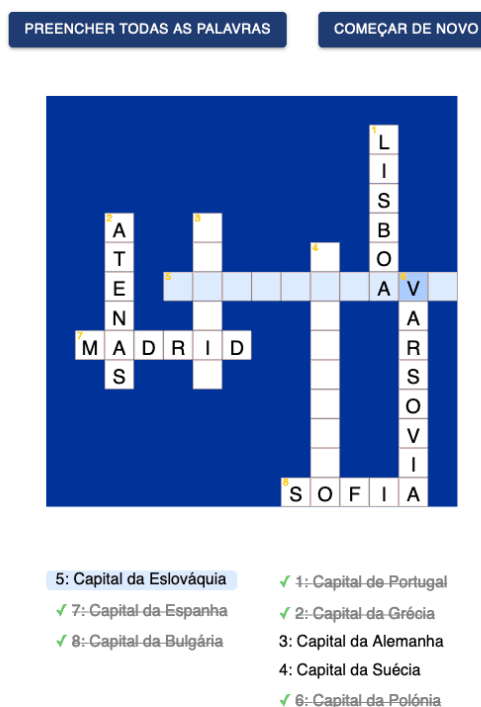 PREENCHER TODAS AS PALAVRAS
COMEÇAR DE NOVO
1
L
I
S
2 3
A B
4
T O
5 6
E A V
N A
7
M A D R I D R
S S
O
V
I
8
S O F I A
5: Capital da Eslováquia
✓ 7: Capital da Espanha
✓ 8: Capital da Bulgária
✓ 1: Capital de Portugal
✓ 2: Capital da Grécia
3: Capital da Alemanha
4: Capital da Suécia
✓ 6: Capital da Polónia